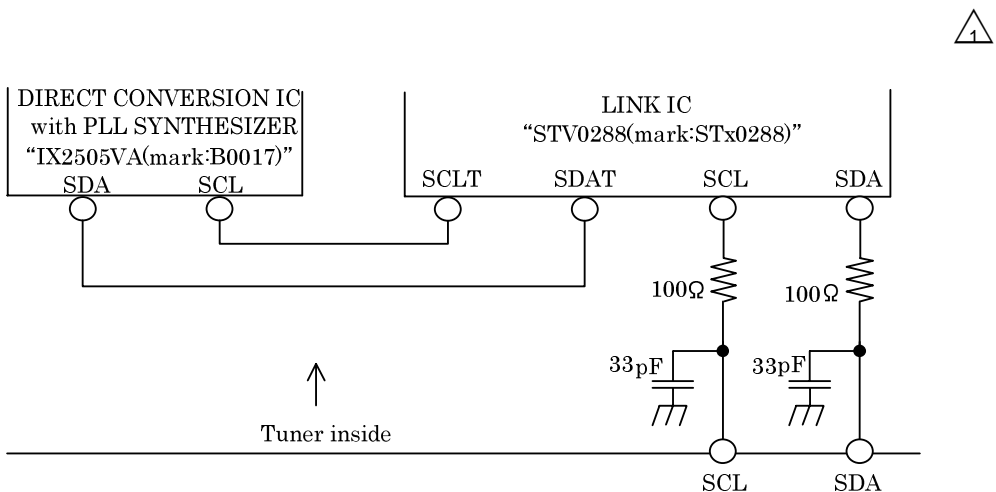 1
DIRECT CONVERSION IC
with PLL SYNTHESIZER
“IX2505VA(mark:B0017)”
SDA SCL
LINK IC
“STV0288(mark:STx0288)”
SCLT SDAT SCL SDA
100Ω 100Ω
33pF 33pF
Tuner inside
SCL SDA